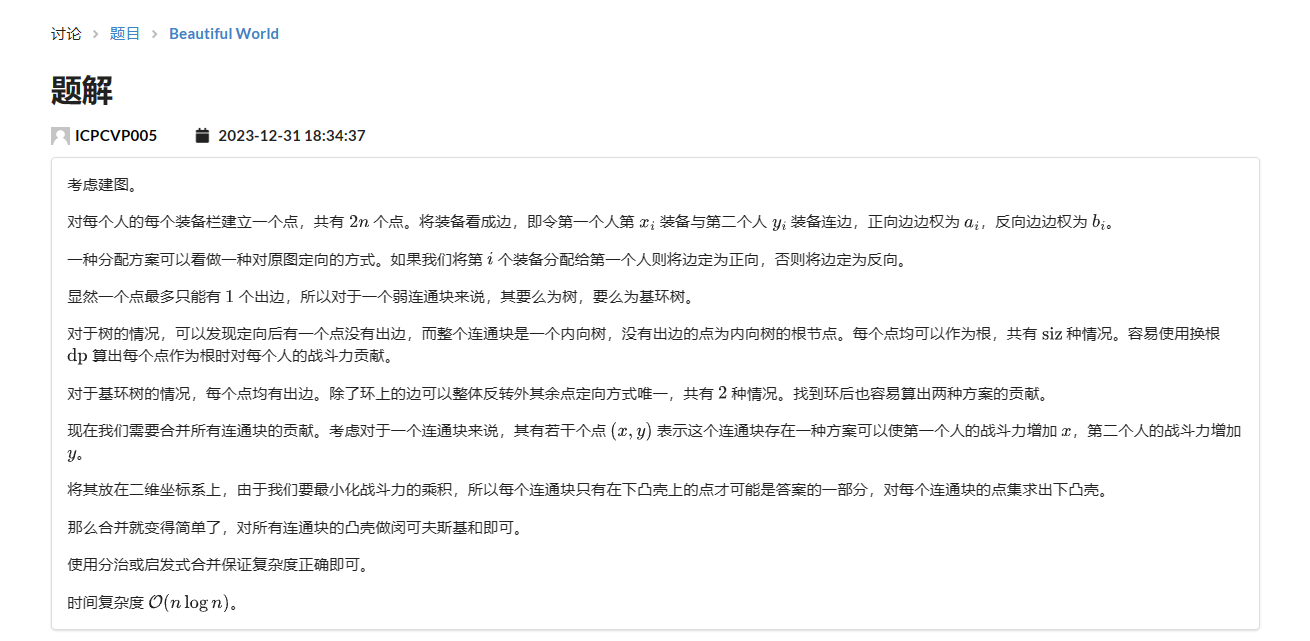 讨论 > 题目 > Beautiful World
题解
ICPCVP005 2023-12-31 18:34:37
考虑建图。
对每个人的每个装备栏建立一个点，共有 2n 个点。将装备看成边，即令第一个人第 x_i 装备与第二个人 y_i 装备连边，正向边边权为 a_i，反向边边权为 b_i。
一种分配方案可以看做一种对原图定向的方式。如果我们将第 i 个装备分配给第一个人则将边定为正向，否则将边定为反向。
显然一个点最多只能有 1 个出边，所以对于一个弱连通块来说，其要么为树，要么为基环树。
对于树的情况，可以发现定向后有一个点没有出边，而整个连通块是一个内向树，没有出边的点为内向树的根节点。每个点均可以作为根，共有 siz 种情况。容易使用换根
dp 算出每个点作为根时对每个人的战斗力贡献。
对于基环树的情况，每个点均有出边。除了环上的边可以整体反转外其余点定向方式唯一，共有 2 种情况。找到环后也容易算出两种方案的贡献。
现在我们需要合并所有连通块的贡献。考虑对于一个连通块来说，其有若干个点 (x, y) 表示这个连通块存在一种方案可以使第一个人的战斗力增加 x，第二个人的战斗力增加
y。
将其放在二维坐标系上，由于我们要最小化战斗力的乘积，所以每个连通块只有在下凸壳上的点才可能是答案的一部分，对每个连通块的点集求出下凸壳。
那么合并就变得简单了，对所有连通块的凸壳做闵可夫斯基和即可。
使用分治或启发式合并保证复杂度正确即可。
时间复杂度 O(n log n)。